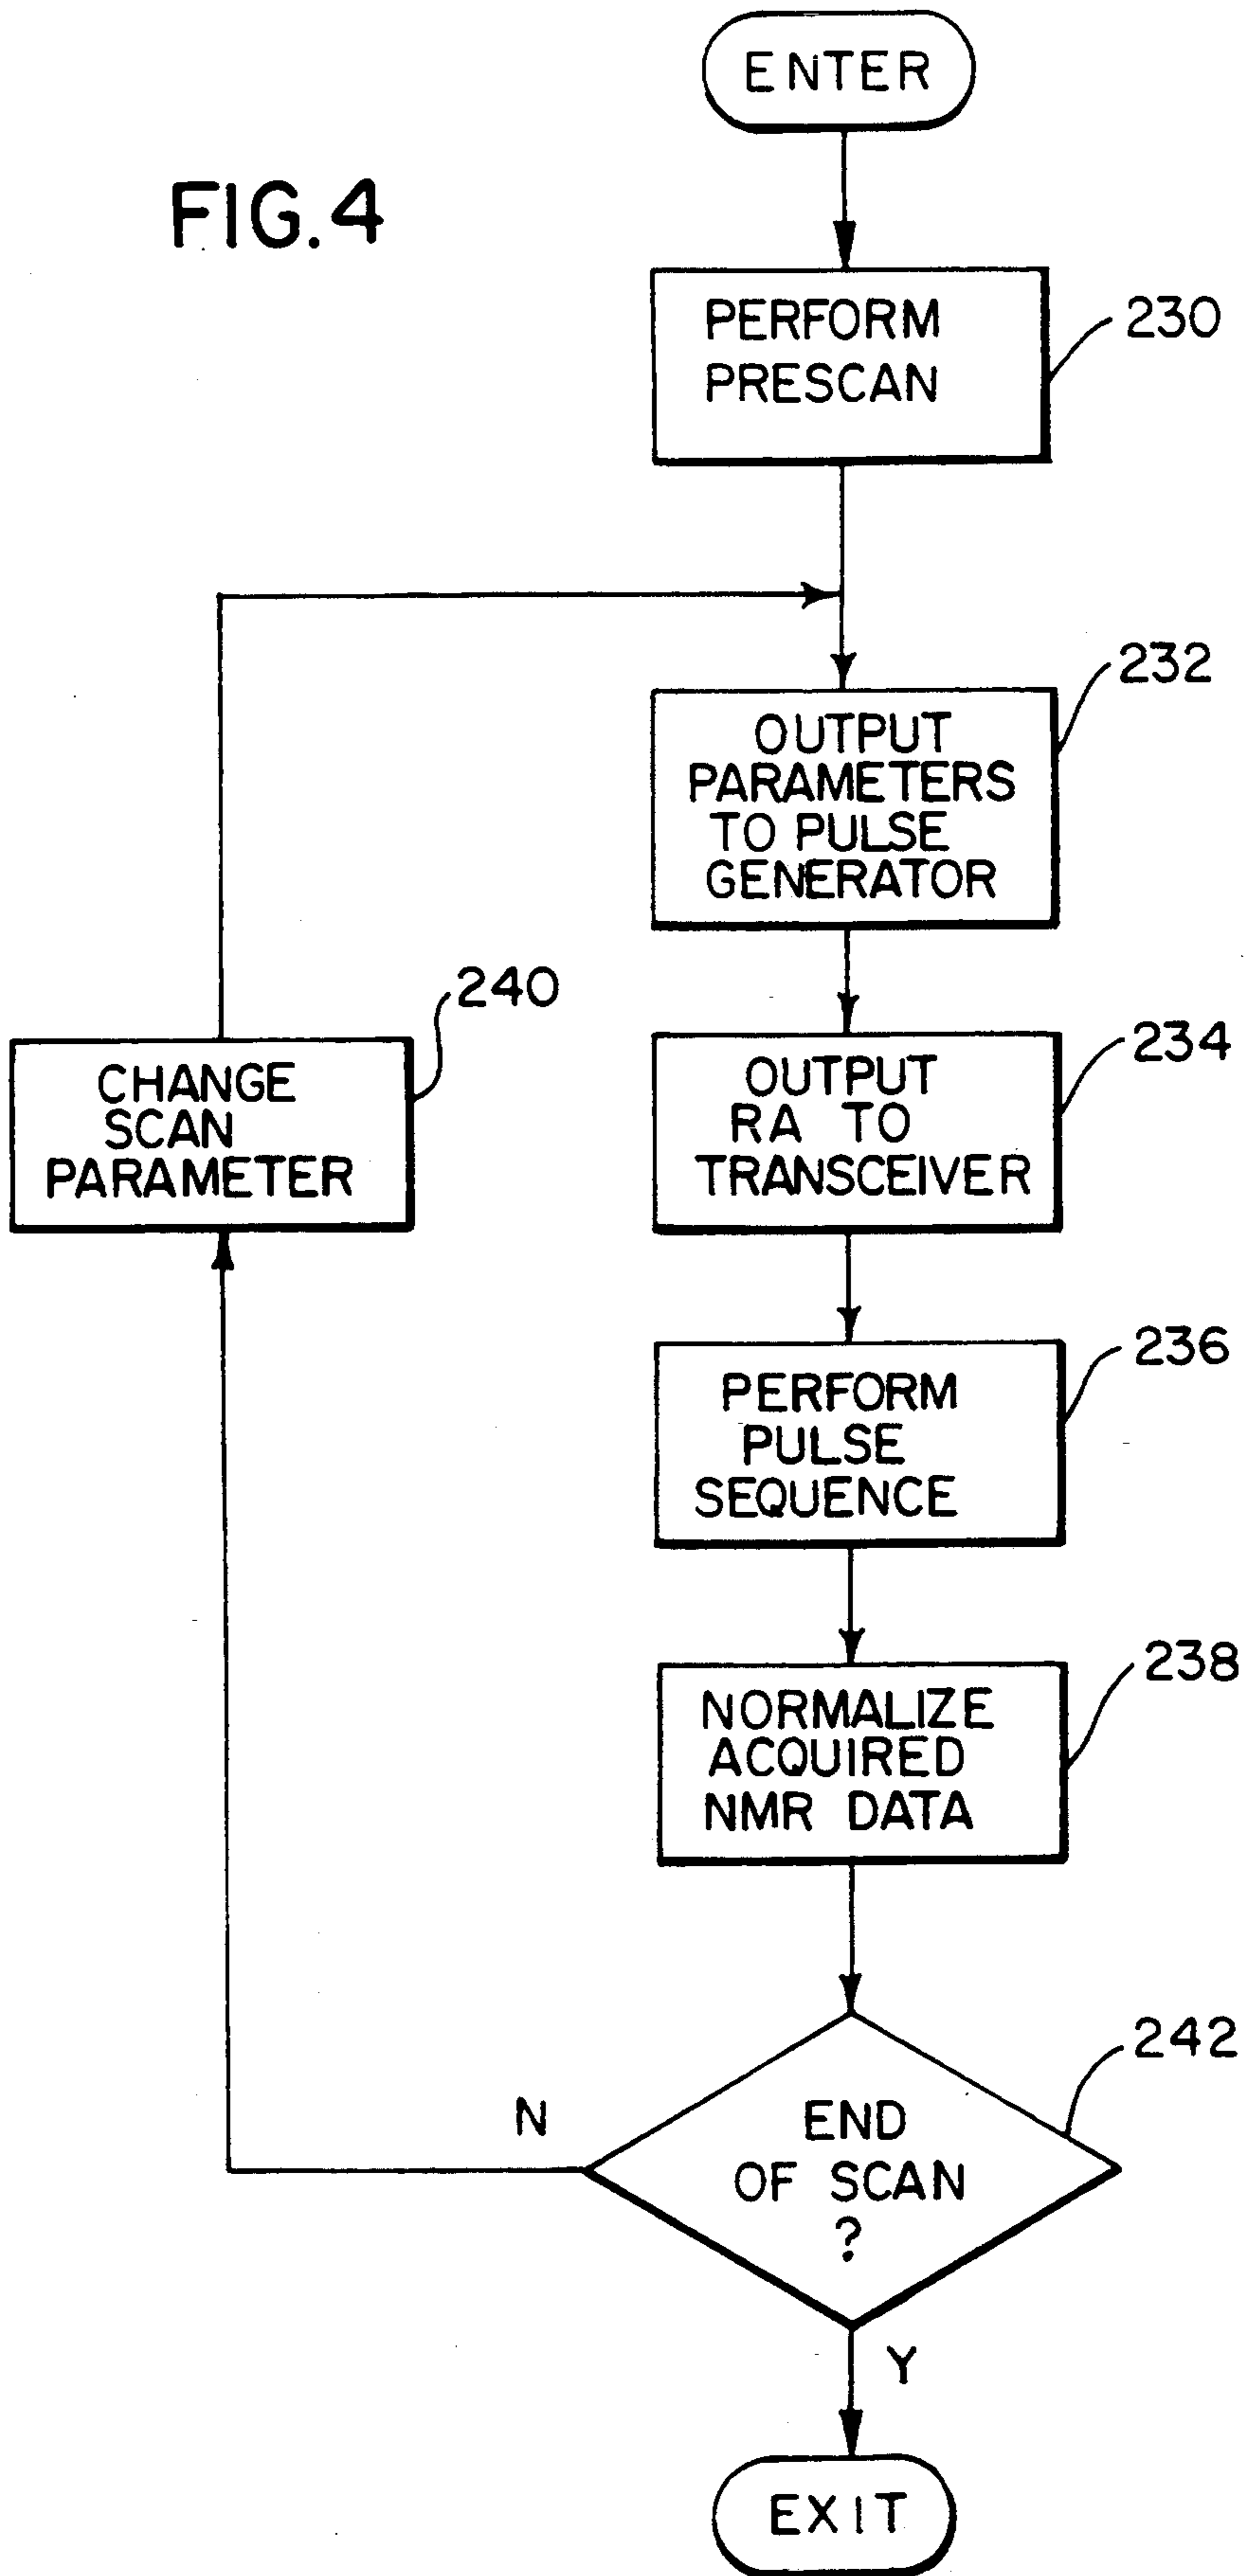 ENTER
FIG.4
PERFORM
PRESCAN
230
OUTPUT
PARAMETERS
TO PULSE
GENERATOR
232
240
CHANGE
SCAN
PARAMETER
OUTPUT
RA TO
TRANSCEIVER
234
PERFORM
PULSE
SEQUENCE
236
NORMALIZE
ACQUIRED
NMR DATA
238
242
N
END
OF SCAN
?
Y
EXIT